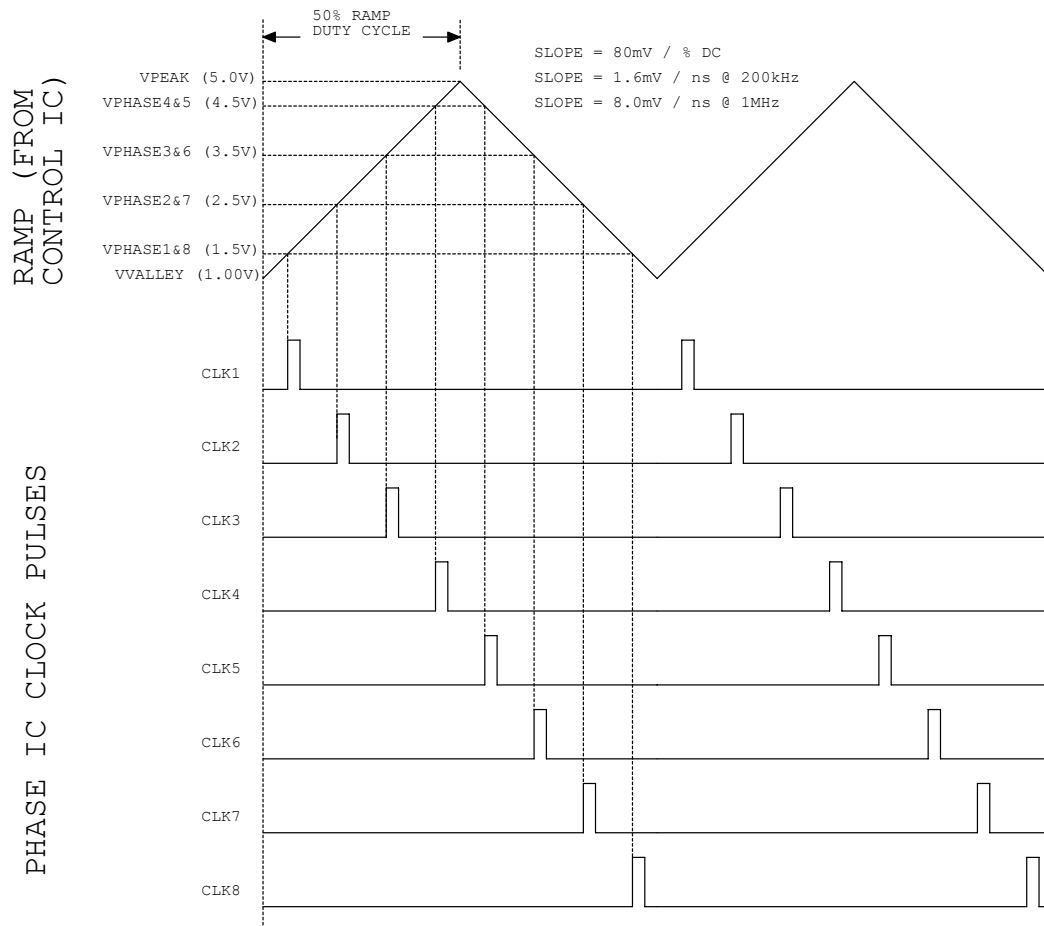 50% RAMP
DUTY CYCLE
SLOPE = 80mV / % DC
SLOPE = 1.6mV / ns @ 200kHz
SLOPE = 8.0mV / ns @ 1MHz
RAMP (FROM
CONTROL IC)
VPEAK (5.0V)
VPHASE4&5 (4.5V)
VPHASE3&6 (3.5V)
VPHASE2&7 (2.5V)
VPHASE1&8 (1.5V)
VVALLEY (1.00V)
PHASE IC CLOCK PULSES
CLK1
CLK2
CLK3
CLK4
CLK5
CLK6
CLK7
CLK8